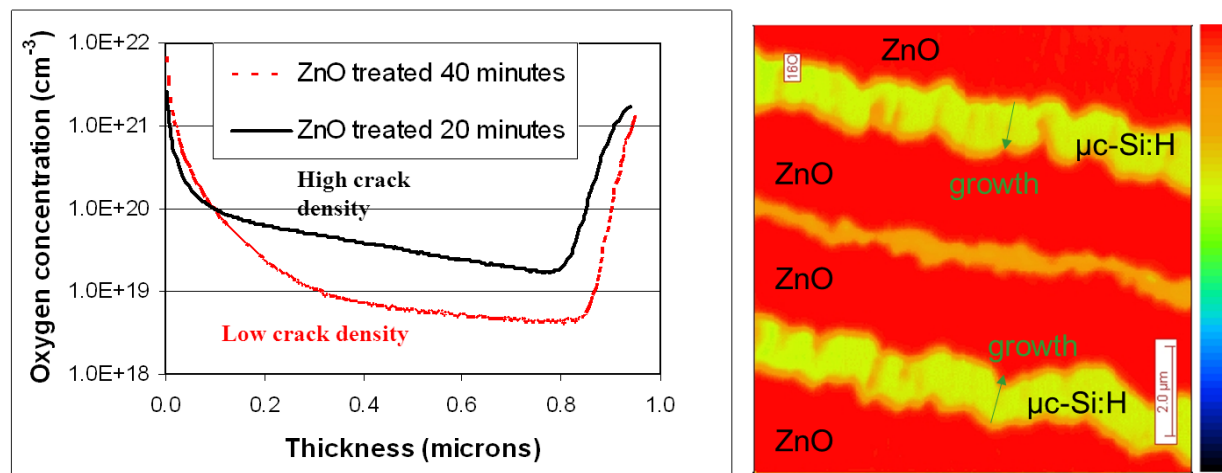 Oxygen concentration (cm-3)
1.0E+22
1.0E+21
1.0E+20
1.0E+19
1.0E+18
ZnO treated 40 minutes
ZnO treated 20 minutes
High crack
density
Low crack density
0.0 0.2 0.4 0.6 0.8 1.0
Thickness (microns)
ZnO
16O
µc-Si:H
ZnO
growth
ZnO
growth
µc-Si:H
2.0 µm
ZnO